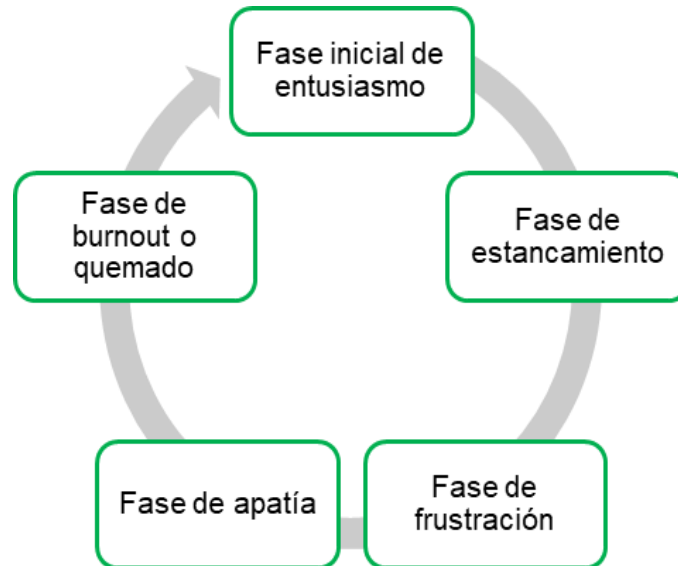 Fase inicial de
entusiasmo
Fase de
estancamiento
Fase de
frustración
Fase de apatía
Fase de
burnout o
quemado